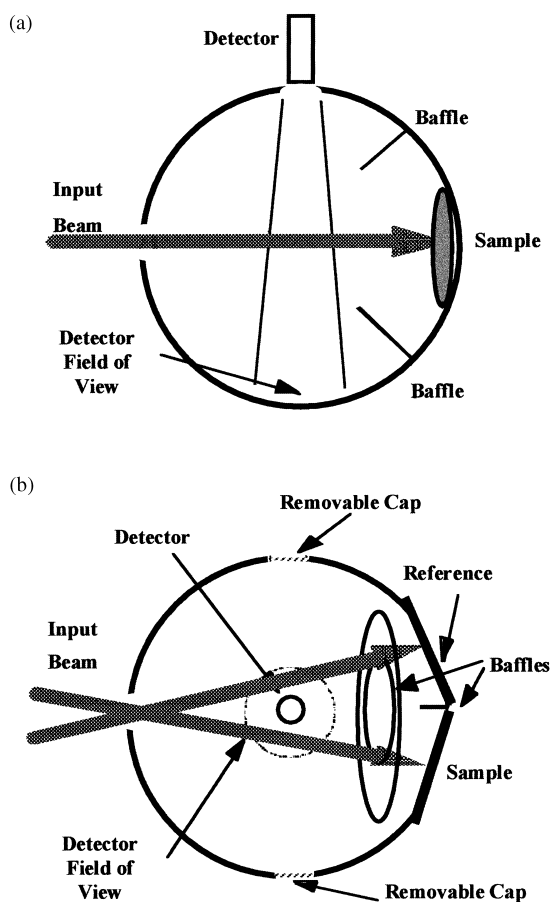 (a)
Detector
Baffle
Input
Beam
Sample
Detector
Field of
View
Baffle
(b)
Removable Cap
Detector
Reference
Input
Beam
Baffles
Sample
Detector
Field of
View
Removable Cap